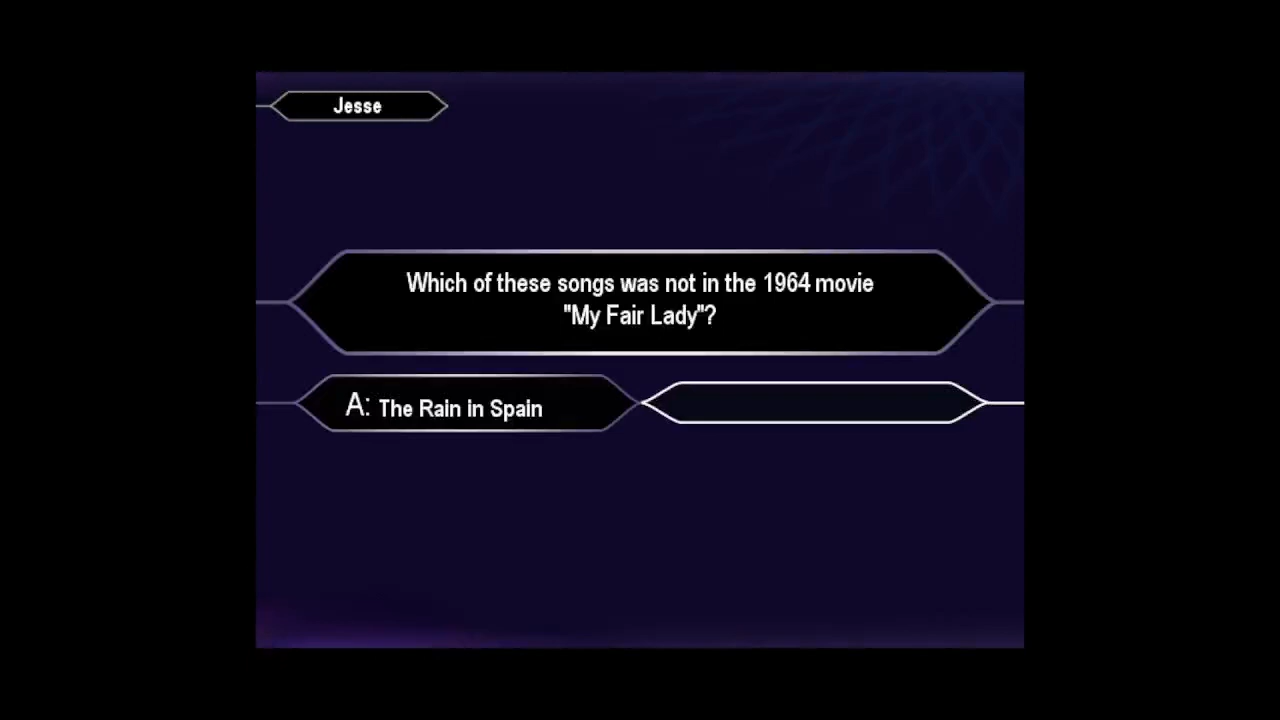 Jesse
Which of these songs was not in the 1964 movie
"My Fair Lady"?
A: The Rain in Spain